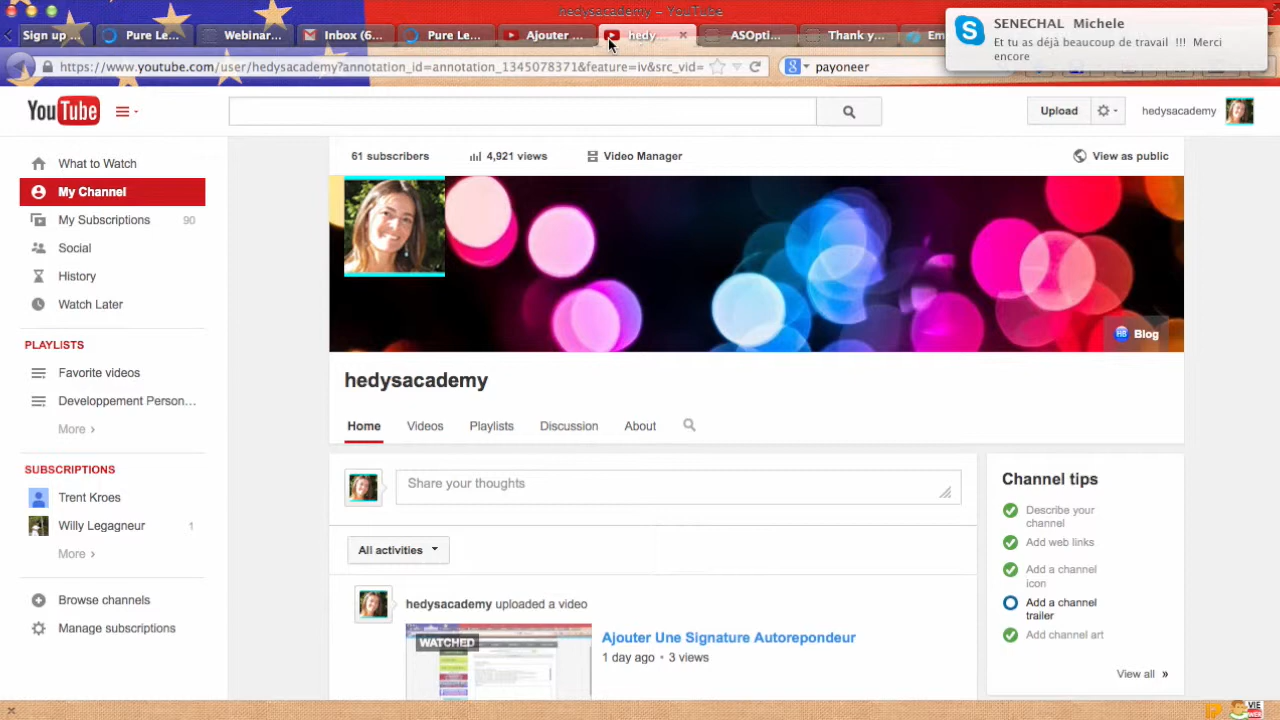 hedysacademy – YouTube
Sign up ...
Pure Le...
Webinar...
Inbox (6...
Pure Le...
Ajouter ...
hedy...
ASOpti...
Thank y...
Em
SENECHAL Michele
Et tu as déjà beaucoup de travail !!! Merci
encore
https://www.youtube.com/user/hedysacademy?annotation_id=annotation_1345078371&feature=iv&src_vid=
payoneer
YouTube
Upload
hedysacademy
What to Watch
My Channel
My Subscriptions 90
Social
History
Watch Later
PLAYLISTS
Favorite videos
Developpement Person...
More ›
SUBSCRIPTIONS
Trent Kroes
Willy Legagneur 1
More ›
Browse channels
Manage subscriptions
61 subscribers
4,921 views
Video Manager
View as public
Blog
hedysacademy
Home
Videos
Playlists
Discussion
About
Share your thoughts
All activities
hedysacademy uploaded a video
WATCHED
Ajouter Une Signature Autorepondeur
1 day ago • 3 views
Channel tips
Describe your
channel
Add web links
Add a channel
icon
Add a channel
trailer
Add channel art
View all »
VIE